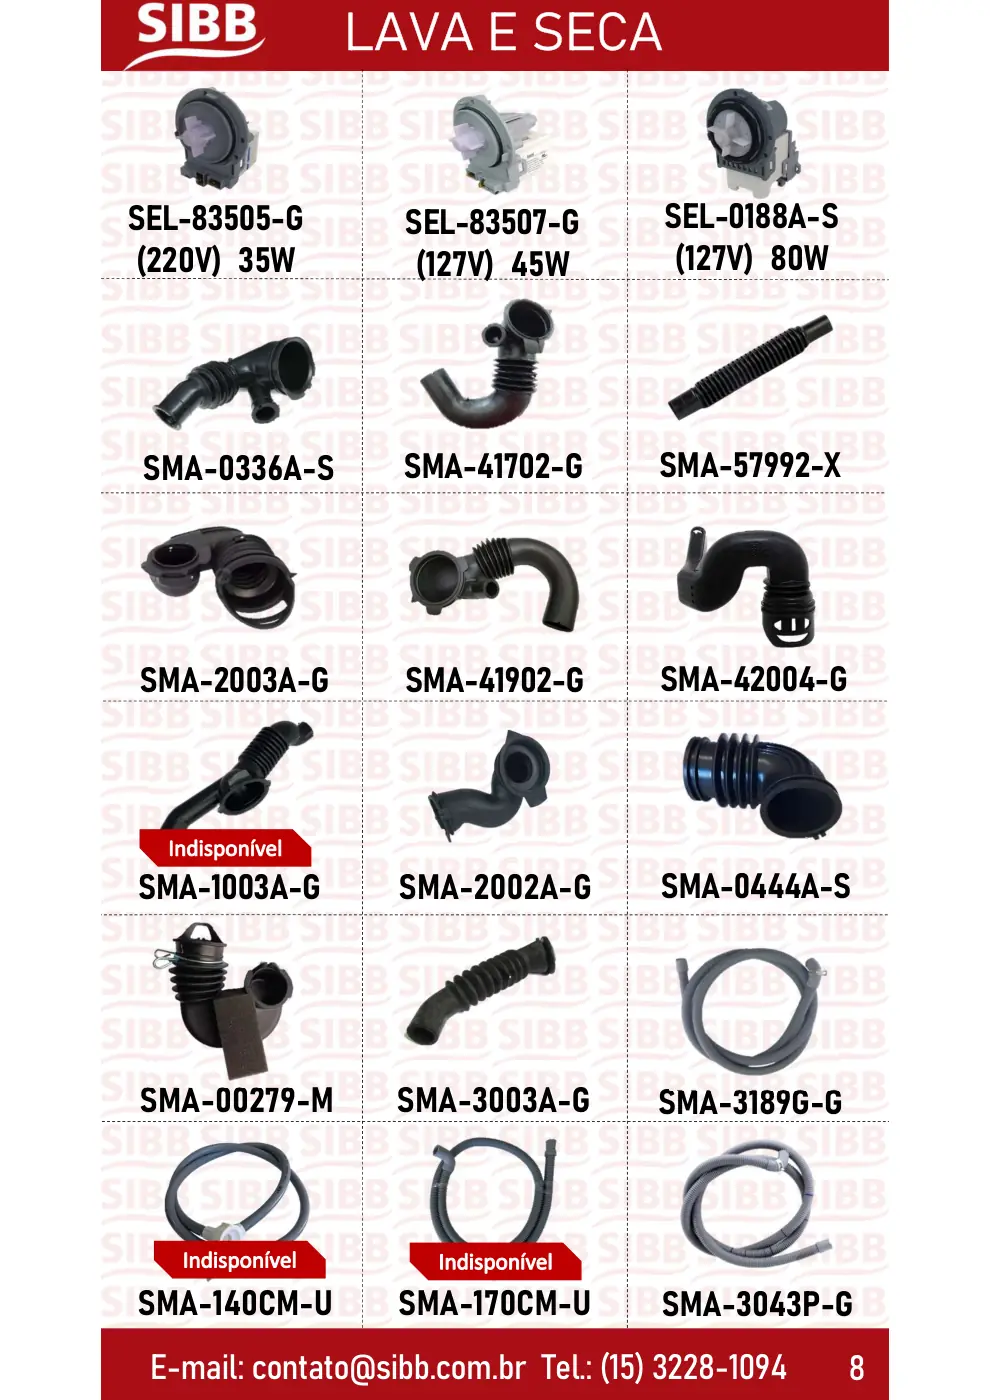 SIBB
LAVA E SECA
SEL-83505-G
(220V) 35W
SEL-83507-G
(127V) 45W
SEL-0188A-S
(127V) 80W
SMA-0336A-S
SMA-41702-G
SMA-57992-X
SMA-2003A-G
SMA-41902-G
SMA-42004-G
Indisponível
SMA-1003A-G
SMA-2002A-G
SMA-0444A-S
SMA-00279-M
SMA-3003A-G
SMA-3189G-G
Indisponível
SMA-140CM-U
Indisponível
SMA-170CM-U
SMA-3043P-G
E-mail: contato@sibb.com.br Tel.: (15) 3228-1094 8